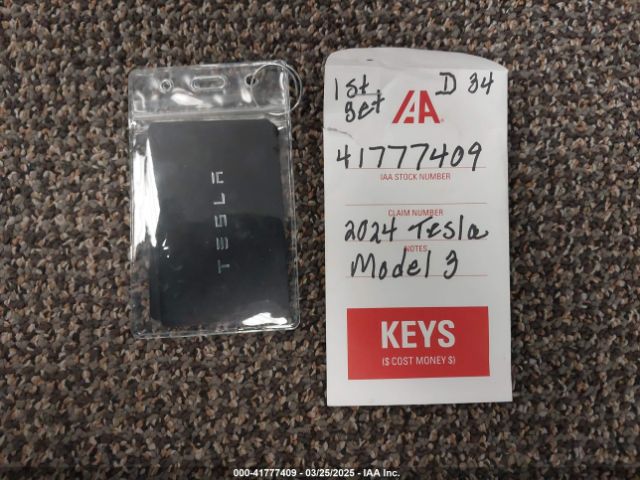 TESLA
1st D 34
Set IAA
41777409
IAA STOCK NUMBER
CLAIM NUMBER
2024 Tesla
NOTES
Model 3
KEYS
($ COST MONEY $)
000-41777409 - 03/25/2025 - IAA Inc.